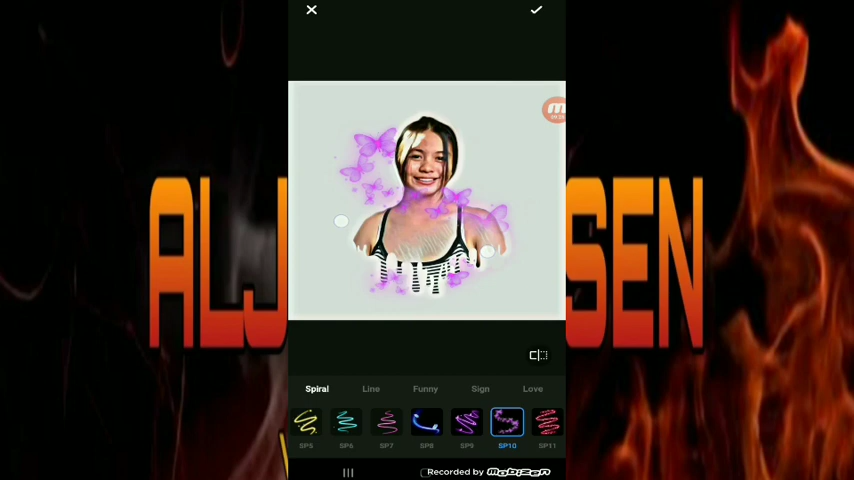 ALJ
SEN
Spiral Line Funny Sign Love
SP5 SP6 SP7 SP8 SP9 SP10 SP11
Recorded by mobizen